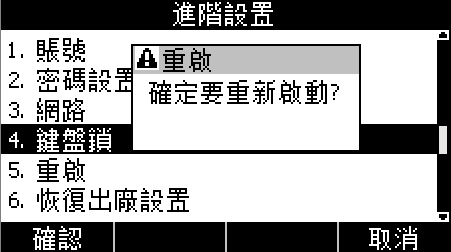 進階設置
1. 賬號
2. 密碼設置
3. 網路
4. 鍵盤鎖
5. 重啟
6. 恢復出廠設置
重啟
確定要重新啟動?
確認
取消